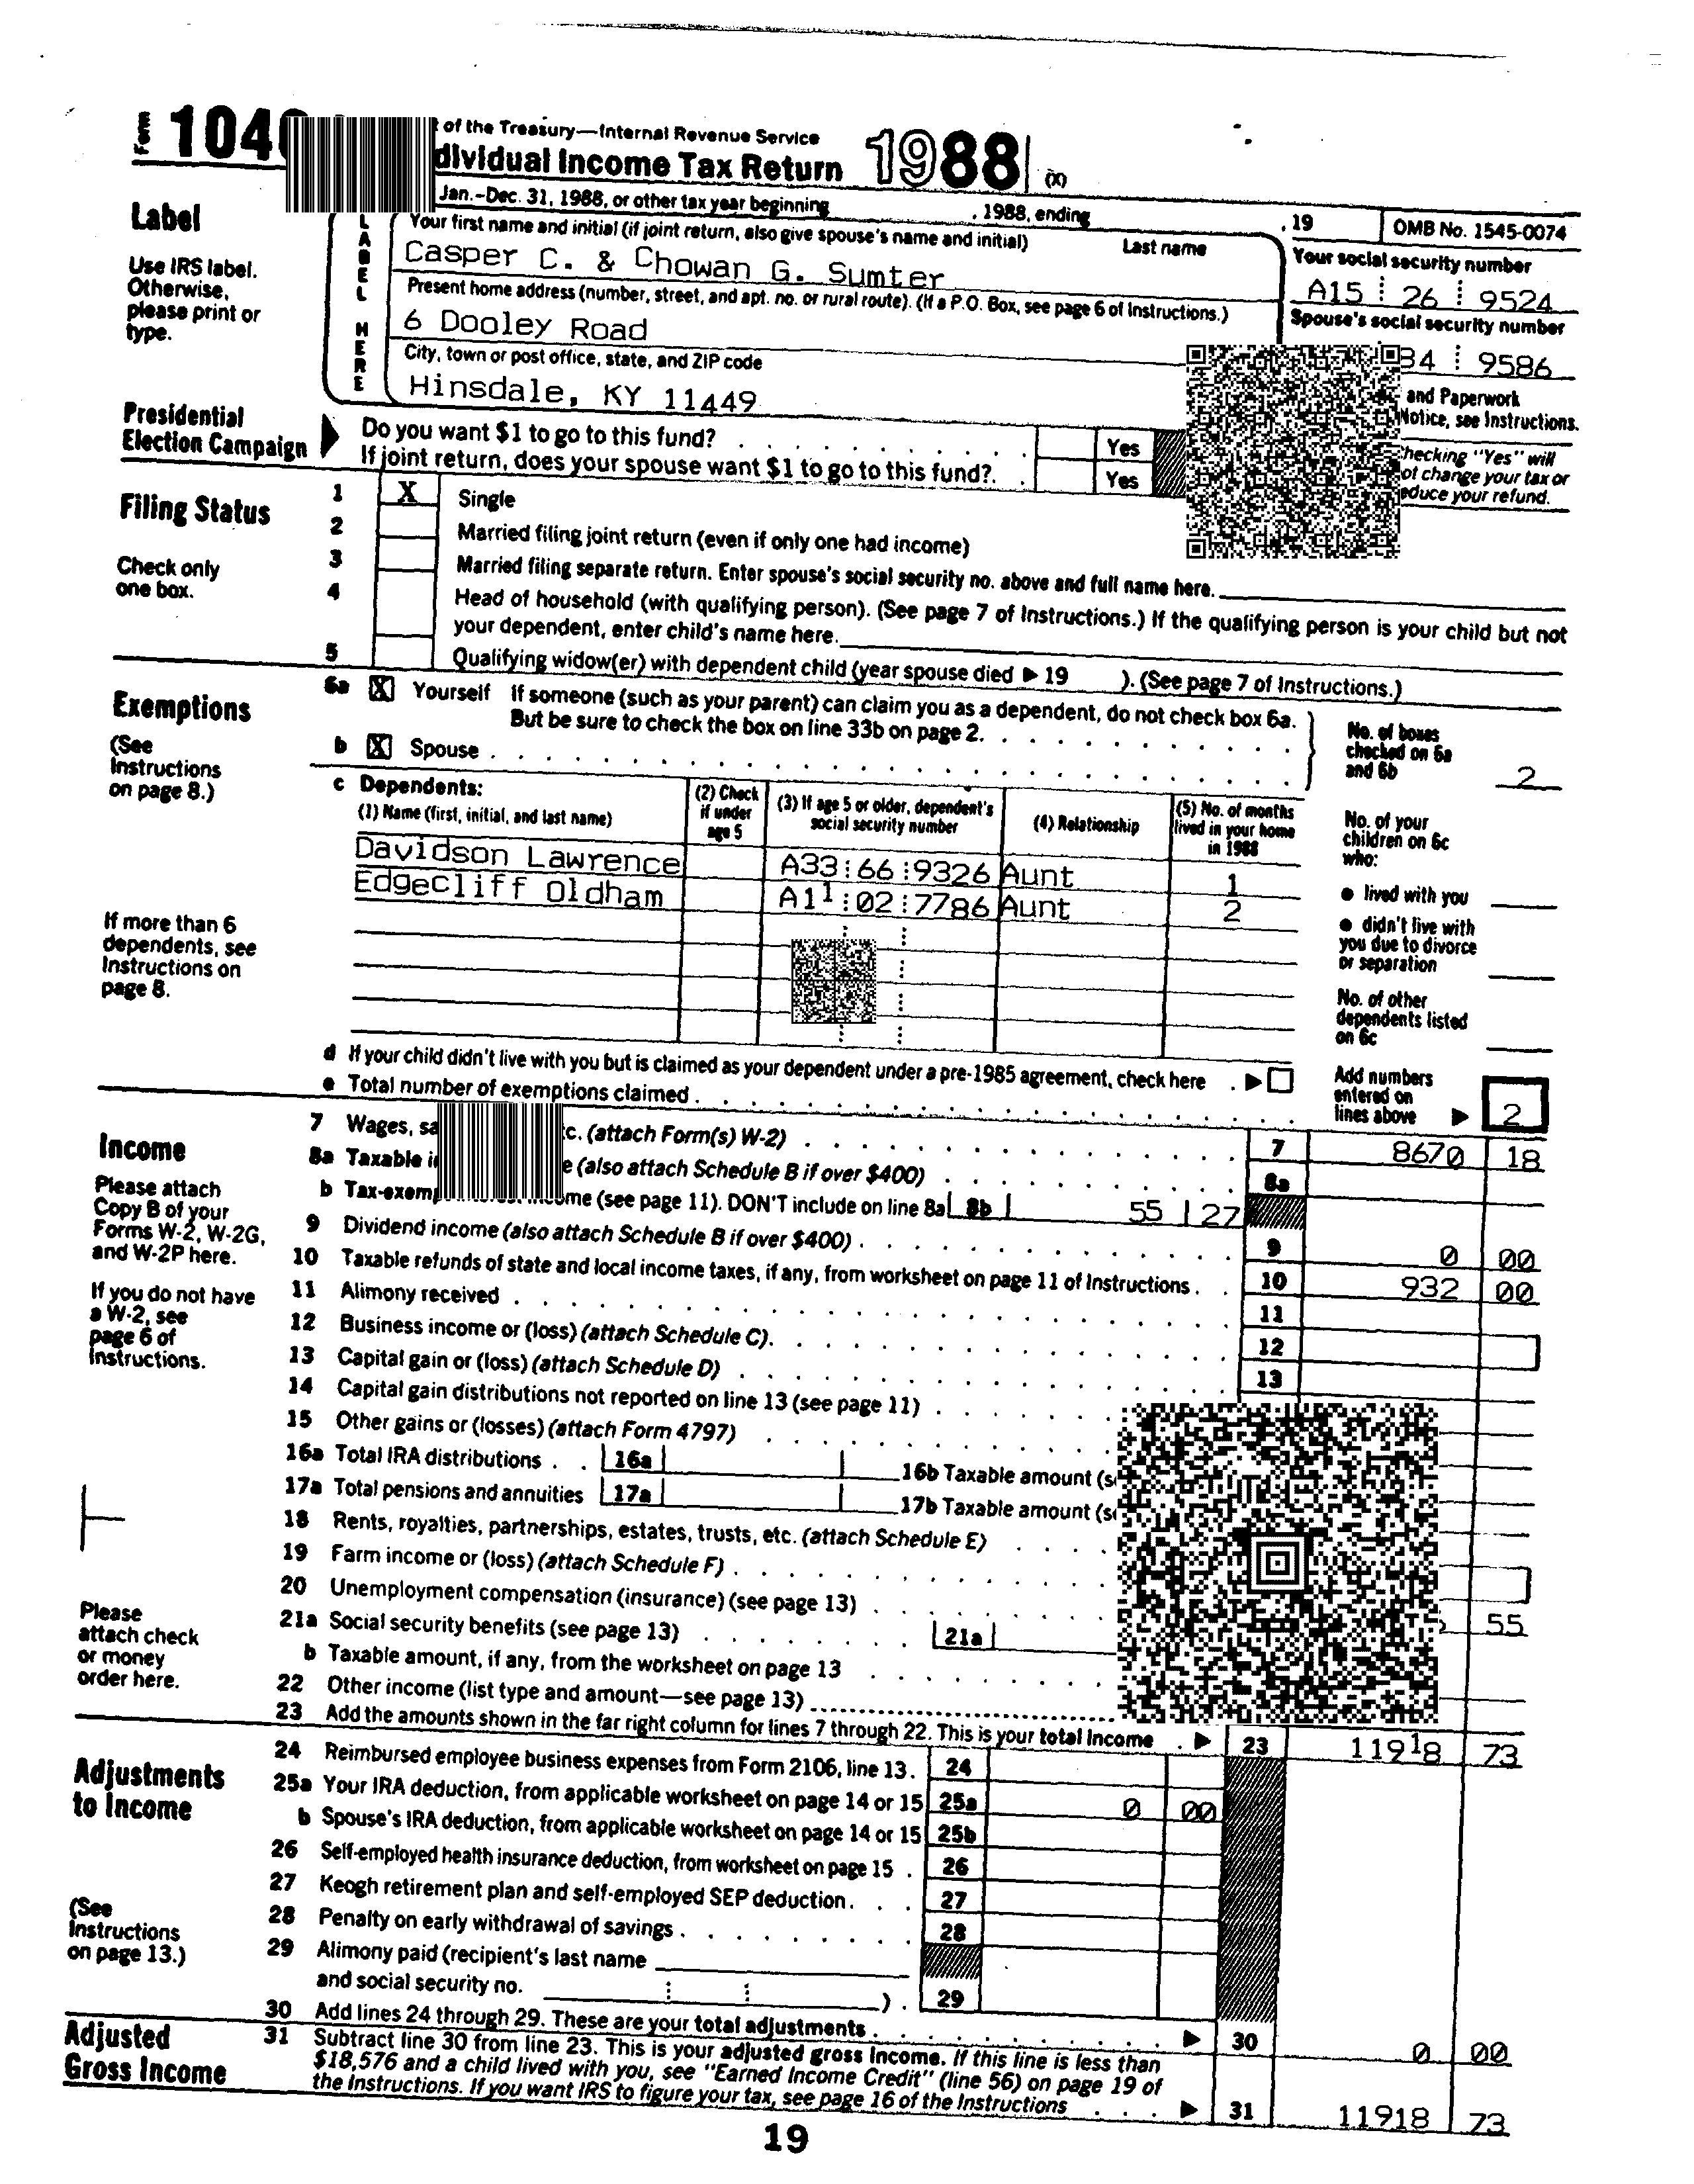 Form 104
of the Treasury—Internal Revenue Service
dividual Income Tax Return 1988 (X)
Jan.-Dec. 31, 1988, or other tax year beginning , 1988, ending , 19 OMB No. 1545-0074
Label
Use IRS label.
Otherwise,
please print or
type.
LABEL HERE
Your first name and initial (if joint return, also give spouse's name and initial) Last name
Casper C. & Chowan G. Sumter
Your social security number
A15 26 9524
Present home address (number, street, and apt. no. or rural route). (If a P.O. Box, see page 6 of Instructions.)
6 Dooley Road
Spouse's social security number
34 9586
City, town or post office, state, and ZIP code
Hinsdale, KY 11449
and Paperwork
Notice, see Instructions.
Presidential
Election Campaign
Do you want $1 to go to this fund? Yes
If joint return, does your spouse want $1 to go to this fund? Yes
hecking "Yes" will
ot change your tax or
educe your refund.
Filing Status
Check only
one box.
1 X Single
2 Married filing joint return (even if only one had income)
3 Married filing separate return. Enter spouse's social security no. above and full name here.
4 Head of household (with qualifying person). (See page 7 of Instructions.) If the qualifying person is your child but not
your dependent, enter child's name here.
5 Qualifying widow(er) with dependent child (year spouse died ▶ 19 ). (See page 7 of Instructions.)
Exemptions
(See
Instructions
on page 8.)
6a X Yourself If someone (such as your parent) can claim you as a dependent, do not check box 6a.
But be sure to check the box on line 33b on page 2.
b X Spouse
No. of boxes
checked on 6a
and 6b 2
c Dependents:
(1) Name (first, initial, and last name)
(2) Check
if under
age 5
(3) If age 5 or older, dependent's
social security number
(4) Relationship
(5) No. of months
lived in your home
in 1988
Davidson Lawrence A33 66 9326 Aunt 1
Edgecliff Oldham A11 02 7786 Aunt 2
No. of your
children on 6c
who:
● lived with you
● didn't live with
you due to divorce
or separation
No. of other
dependents listed
on 6c
If more than 6
dependents, see
Instructions on
page 8.
d If your child didn't live with you but is claimed as your dependent under a pre-1985 agreement, check here ▶
e Total number of exemptions claimed
Add numbers
entered on
lines above ▶ 2
Income
Please attach
Copy B of your
Forms W-2, W-2G,
and W-2P here.
If you do not have
a W-2, see
page 6 of
Instructions.
Please
attach check
or money
order here.
7 Wages, sa c. (attach Form(s) W-2) 7 8670 18
8a Taxable i e (also attach Schedule B if over $400) 8a
b Tax-exemp me (see page 11). DON'T include on line 8a 8b 55 27
9 Dividend income (also attach Schedule B if over $400) 9 0 00
10 Taxable refunds of state and local income taxes, if any, from worksheet on page 11 of Instructions 10 932 00
11 Alimony received 11
12 Business income or (loss) (attach Schedule C) 12
13 Capital gain or (loss) (attach Schedule D) 13
14 Capital gain distributions not reported on line 13 (see page 11)
15 Other gains or (losses) (attach Form 4797)
16a Total IRA distributions 16a 16b Taxable amount (s
17a Total pensions and annuities 17a 17b Taxable amount (s
18 Rents, royalties, partnerships, estates, trusts, etc. (attach Schedule E)
19 Farm income or (loss) (attach Schedule F)
20 Unemployment compensation (insurance) (see page 13) 55
21a Social security benefits (see page 13) 21a
b Taxable amount, if any, from the worksheet on page 13
22 Other income (list type and amount—see page 13)
23 Add the amounts shown in the far right column for lines 7 through 22. This is your total income ▶ 23 11918 73
Adjustments
to Income
(See
Instructions
on page 13.)
24 Reimbursed employee business expenses from Form 2106, line 13 24
25a Your IRA deduction, from applicable worksheet on page 14 or 15 25a 0 00
b Spouse's IRA deduction, from applicable worksheet on page 14 or 15 25b
26 Self-employed health insurance deduction, from worksheet on page 15 26
27 Keogh retirement plan and self-employed SEP deduction 27
28 Penalty on early withdrawal of savings 28
29 Alimony paid (recipient's last name
and social security no. ) 29
30 Add lines 24 through 29. These are your total adjustments ▶ 30 0 00
Adjusted
Gross Income
31 Subtract line 30 from line 23. This is your adjusted gross income. If this line is less than
$18,576 and a child lived with you, see "Earned Income Credit" (line 56) on page 19 of
the Instructions. If you want IRS to figure your tax, see page 16 of the Instructions ▶ 31 11918 73
19